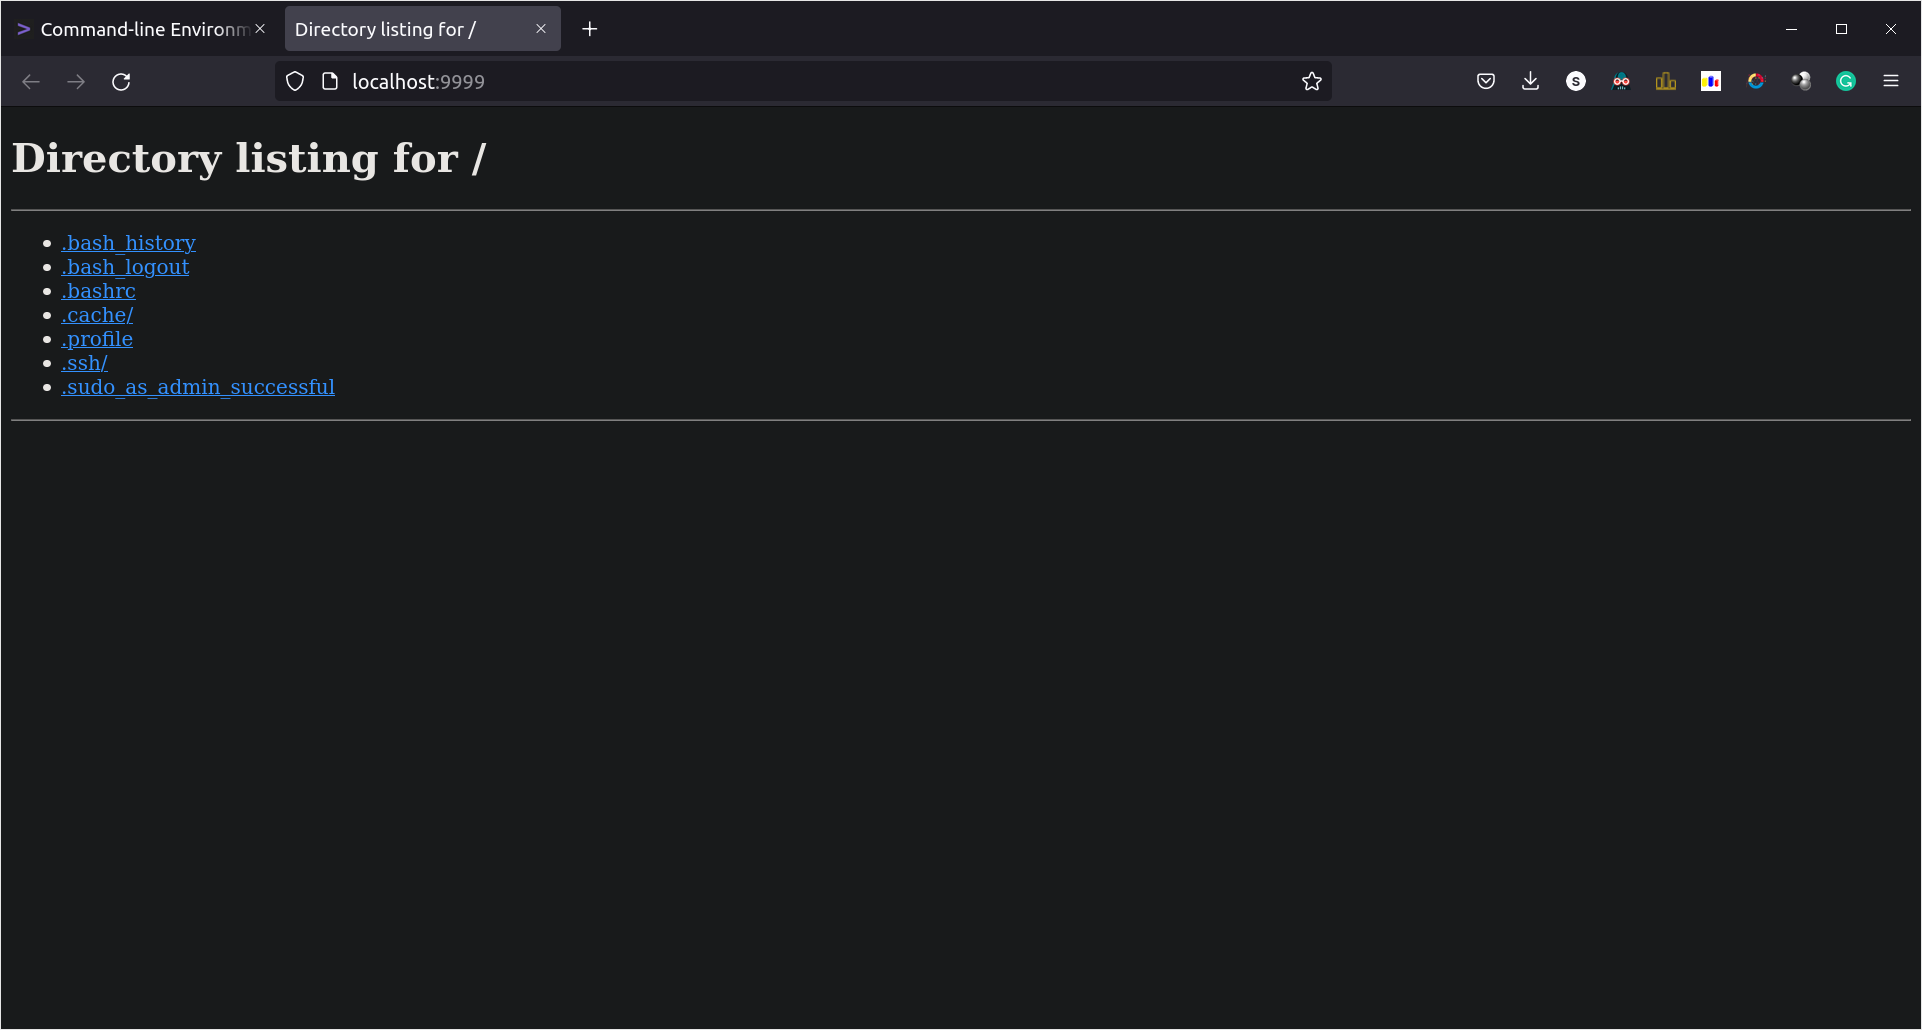 Command-line Environm
Directory listing for /
localhost:9999
Directory listing for /
.bash_history
.bash_logout
.bashrc
.cache/
.profile
.ssh/
.sudo_as_admin_successful